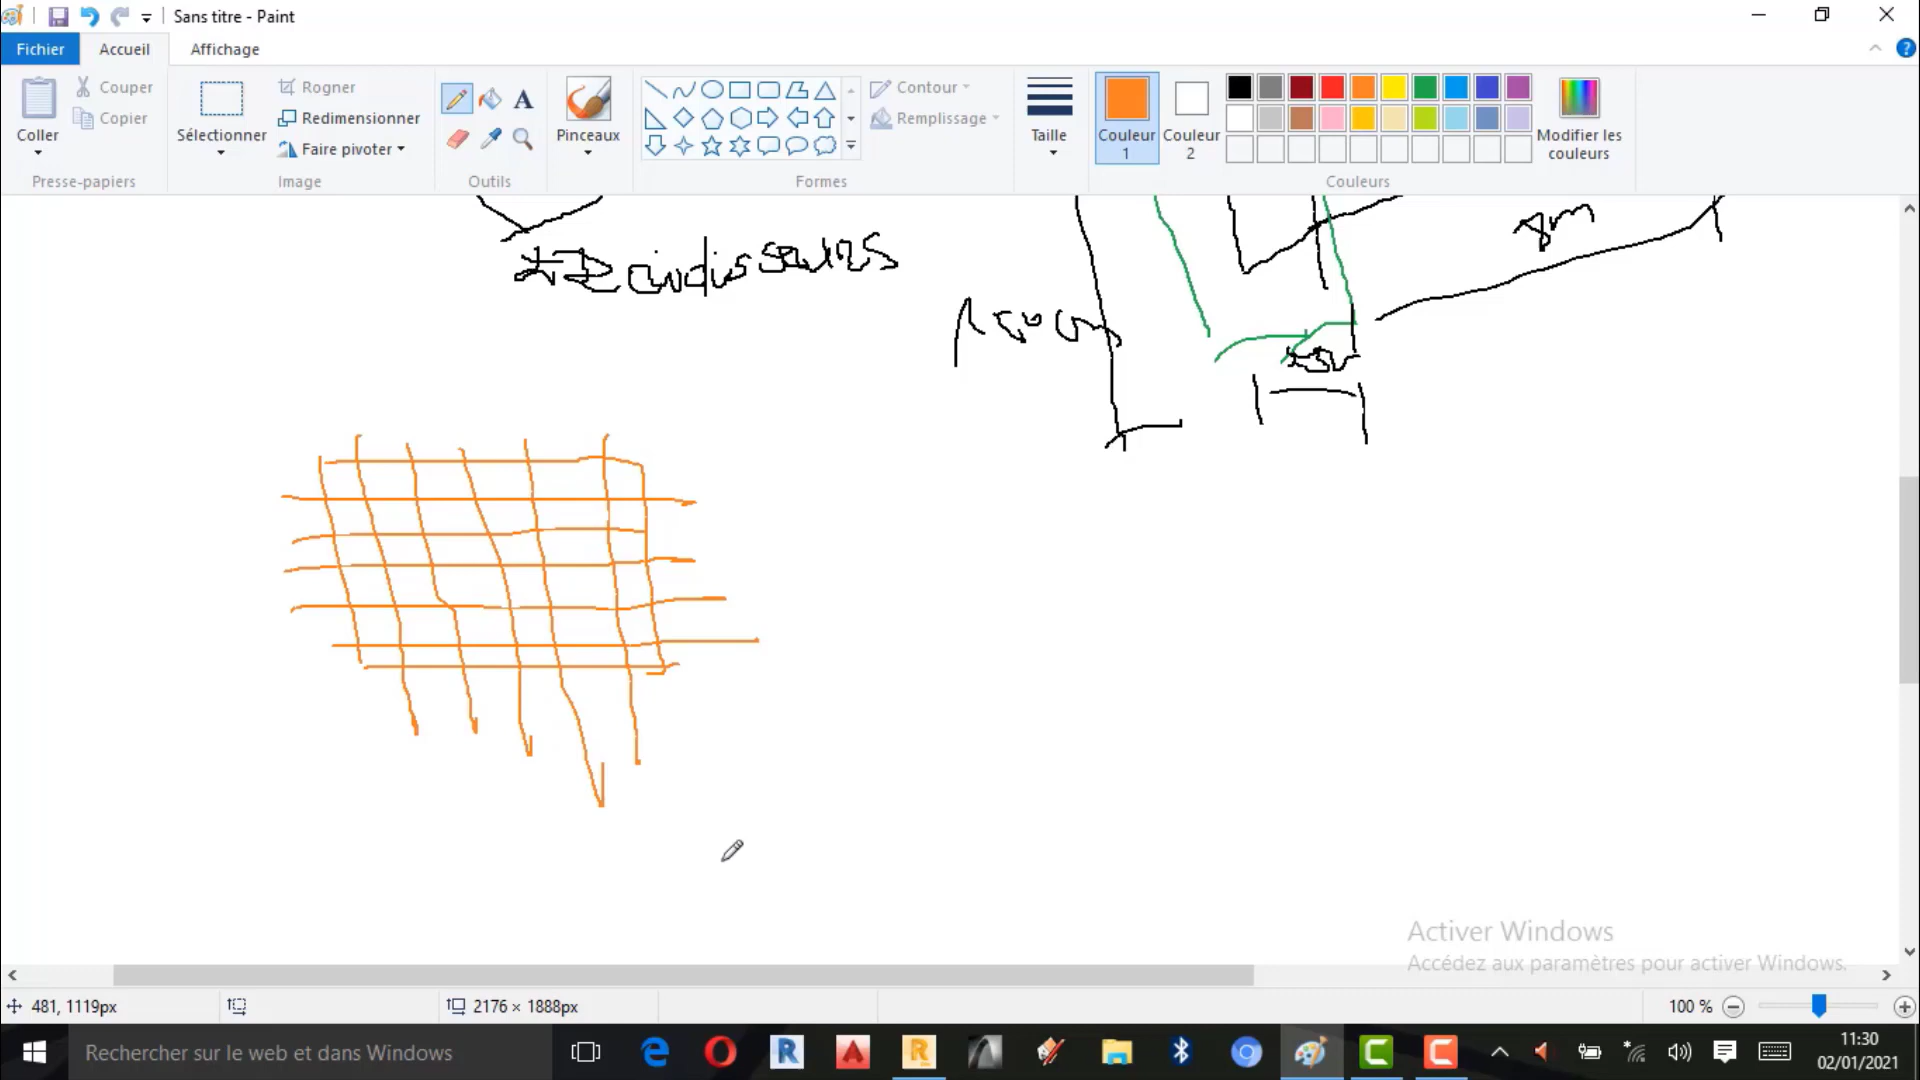 Sans titre - Paint
Fichier Accueil Affichage
Coller
Couper
Copier
Presse-papiers
Sélectionner
Rogner
Redimensionner
Faire pivoter
Image
A
Outils
Pinceaux
Contour
Remplissage
Formes
Taille
Couleur 1
Couleur 2
Modifier les couleurs
Couleurs
8m
Activer Windows
Accédez aux paramètres pour activer Windows.
481, 1119px
2176 × 1888px
100 %
Rechercher sur le web et dans Windows
11:30
02/01/2021